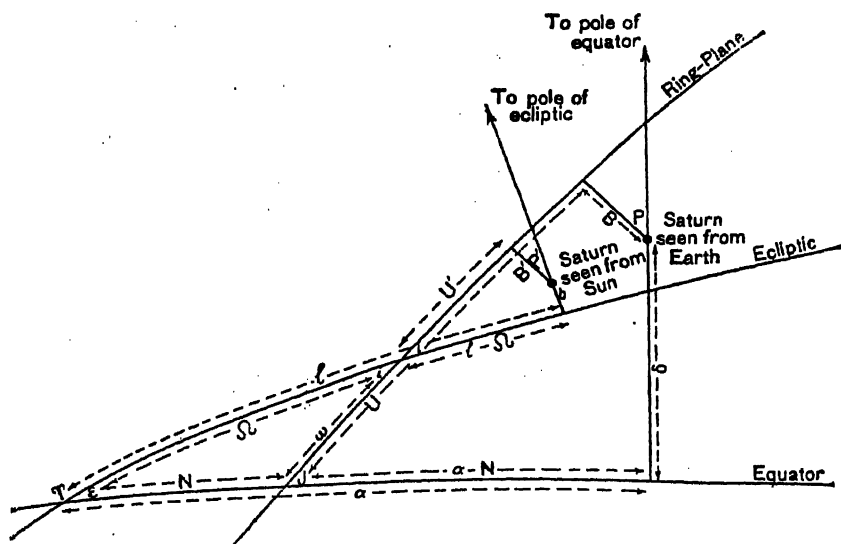 To pole of
equator
Ring-Plane
To pole of
ecliptic
P
B
Saturn
seen from
Earth
Ecliptic
P'
B'
Saturn
seen from
Sun
b
U'
l
l-Ω
i
Ω
U
ω
δ
N
J
α-N
Equator
♈
ε
α